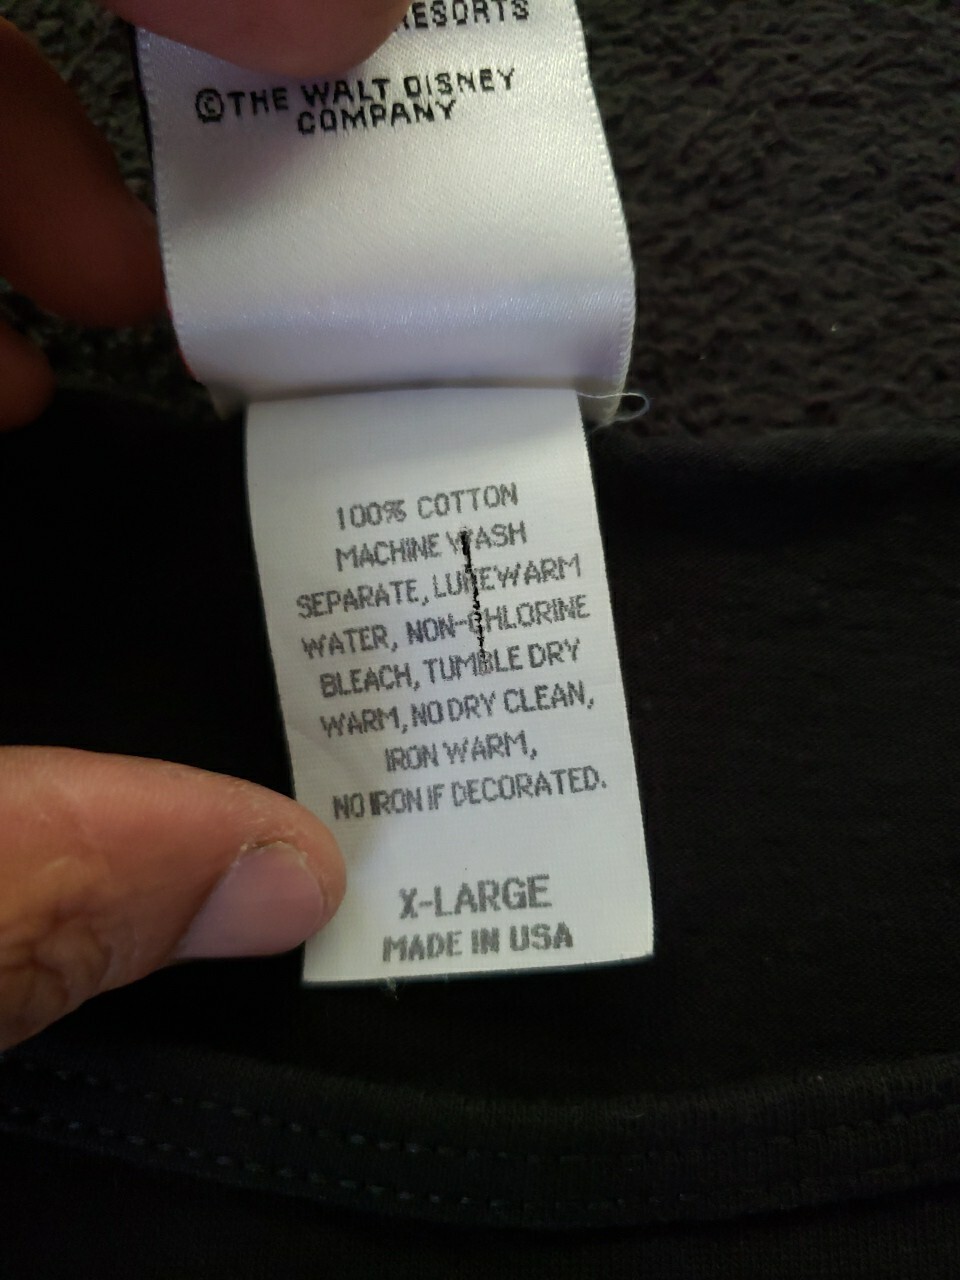 RESORTS
©THE WALT DISNEY
COMPANY
100% COTTON
MACHINE WASH
SEPARATE, LUKEWARM
WATER, NON-CHLORINE
BLEACH, TUMBLE DRY
WARM, NO DRY CLEAN,
IRON WARM,
NO IRON IF DECORATED.
X-LARGE
MADE IN USA